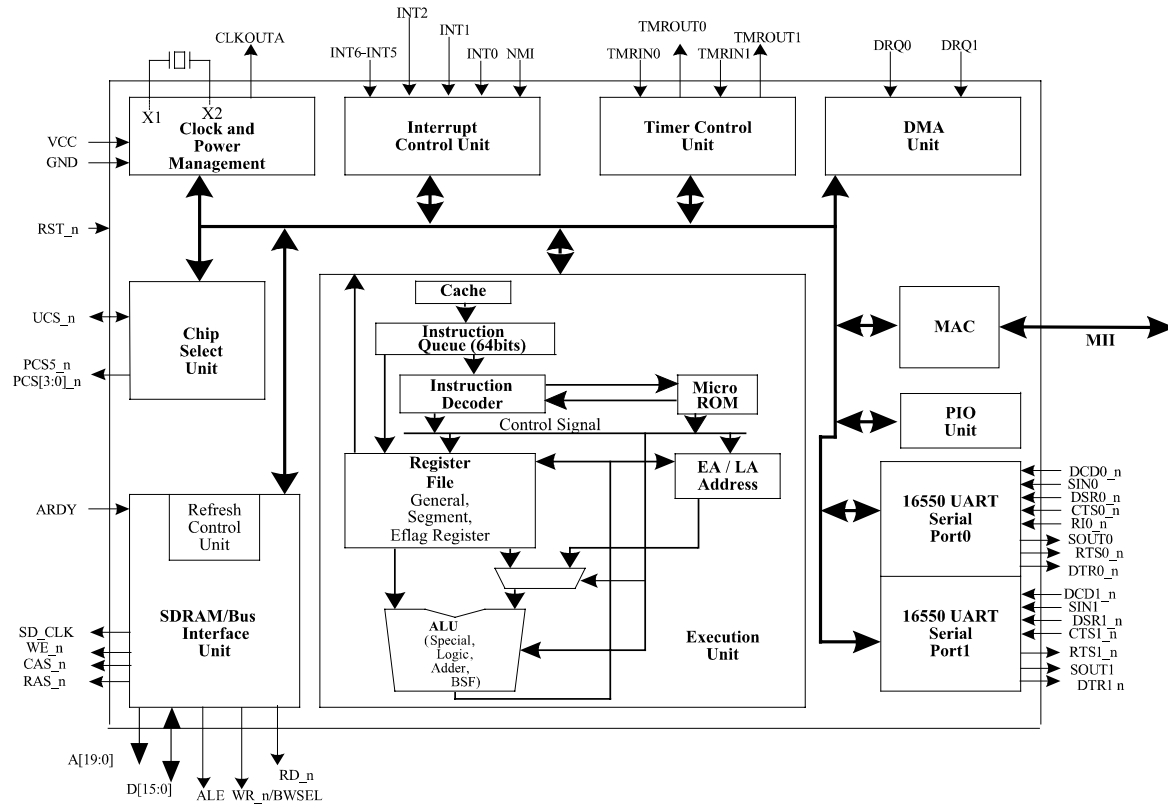 CLKOUTA
INT2
INT1
INT6-INT5
INT0
NMI
TMROUT0
TMROUT1
TMRIN0
TMRIN1
DRQ0
DRQ1
X1
X2
Clock and
Power
Management
Interrupt
Control Unit
Timer Control
Unit
DMA
Unit
VCC
GND
RST_n
UCS_n
PCS5_n
PCS[3:0]_n
Chip
Select
Unit
Cache
Instruction
Queue (64bits)
Instruction
Decoder
Micro
ROM
Control Signal
Register
File
General,
Segment,
Eflag Register
EA / LA
Address
ALU
(Special,
Logic,
Adder,
BSF)
Execution
Unit
MAC
MII
PIO
Unit
16550 UART
Serial
Port0
DCD0_n
SIN0
DSR0_n
CTS0_n
RI0_n
SOUT0
RTS0_n
DTR0_n
16550 UART
Serial
Port1
DCD1_n
SIN1
DSR1_n
CTS1_n
RTS1_n
SOUT1
DTR1 n
ARDY
Refresh
Control
Unit
SDRAM/Bus
Interface
Unit
SD_CLK
WE_n
CAS_n
RAS_n
A[19:0]
D[15:0]
ALE
WR_n/BWSEL
RD_n